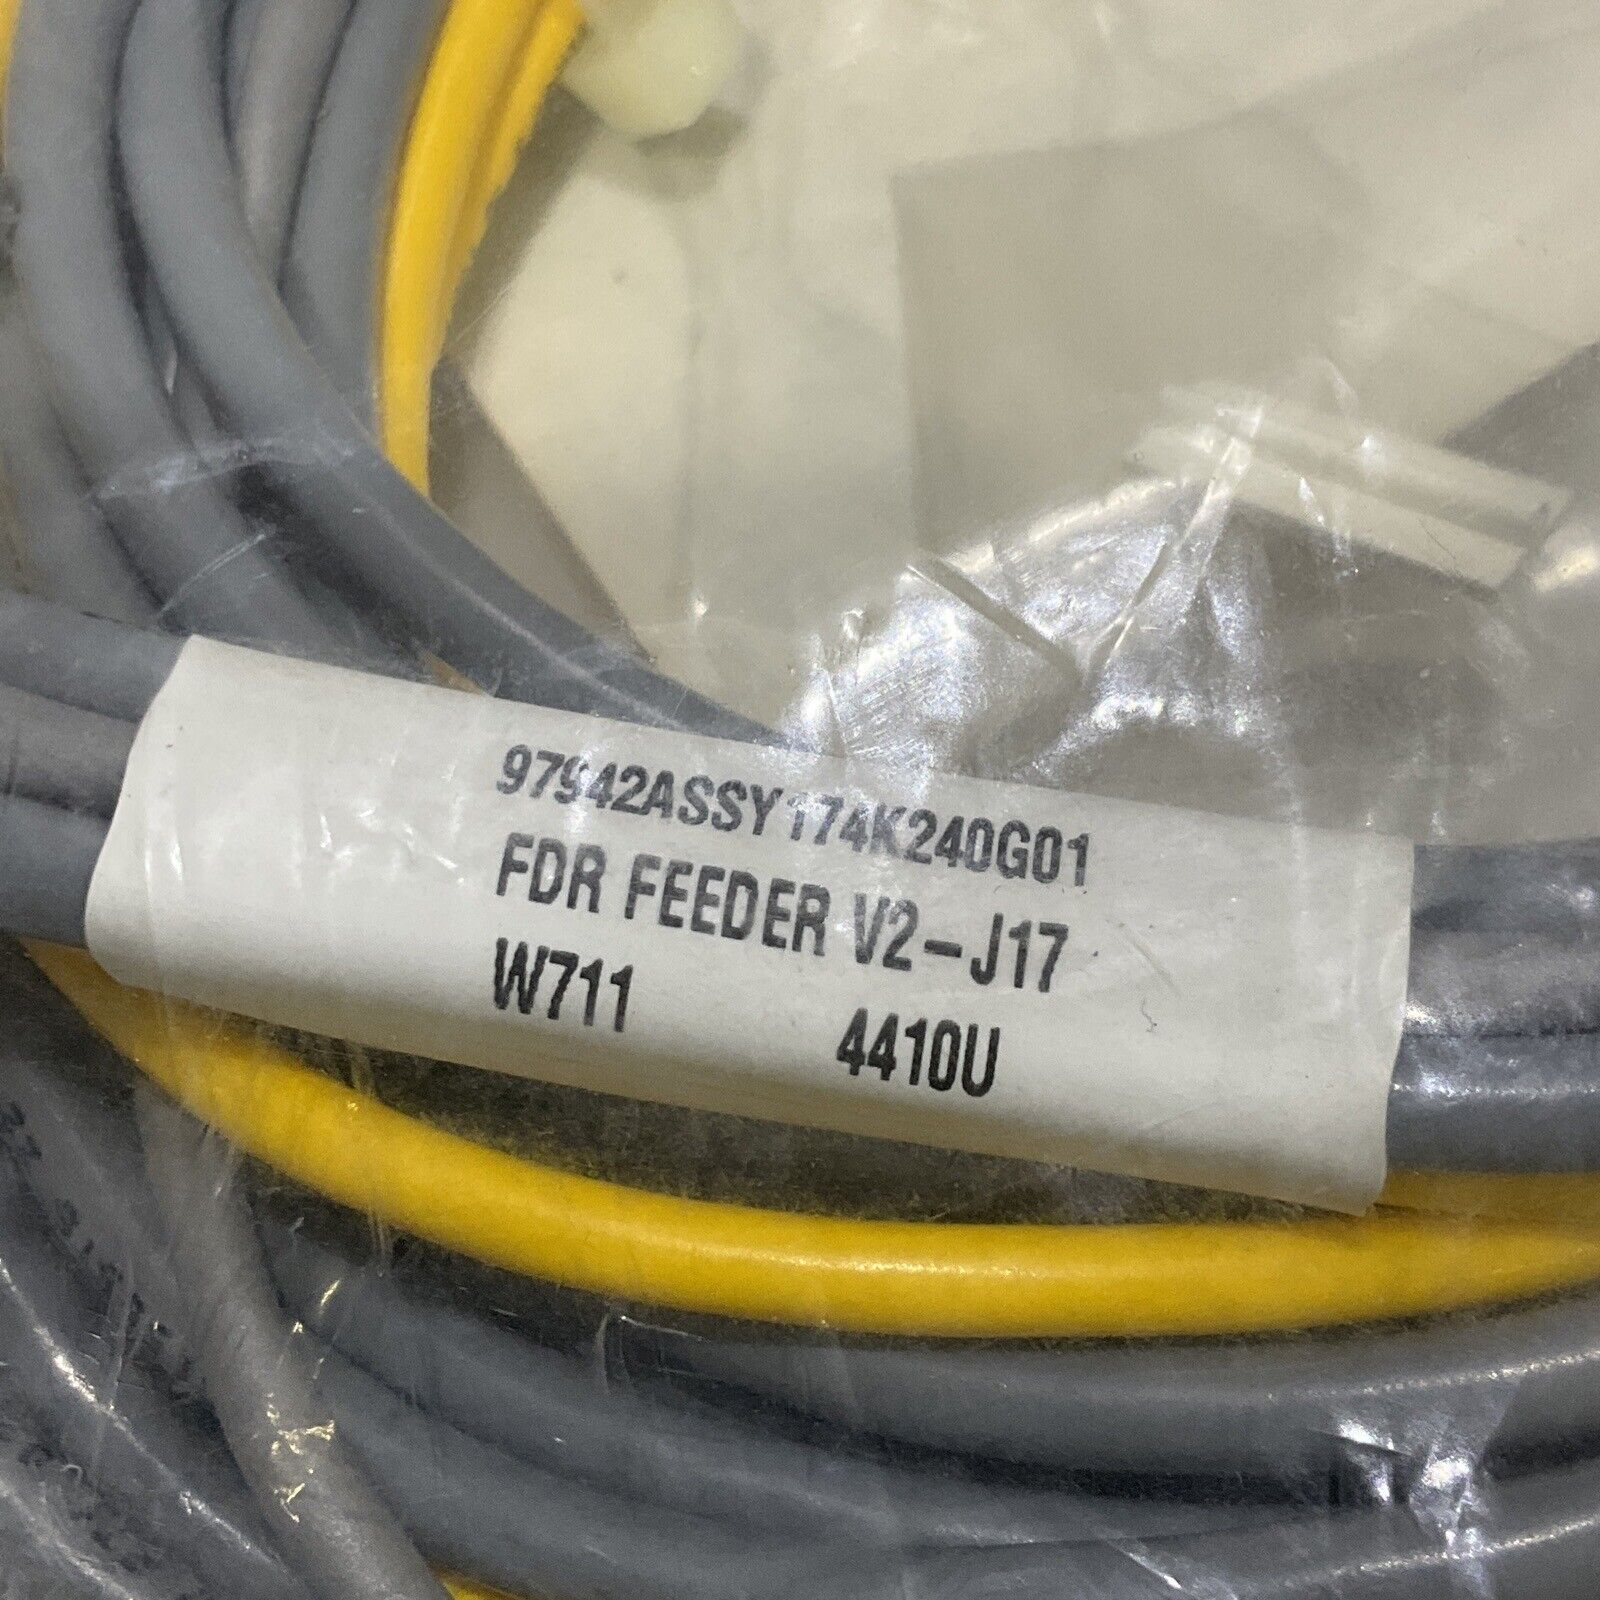 97942ASSY174K240G01
FDR FEEDER V2-J17
W711 4410U